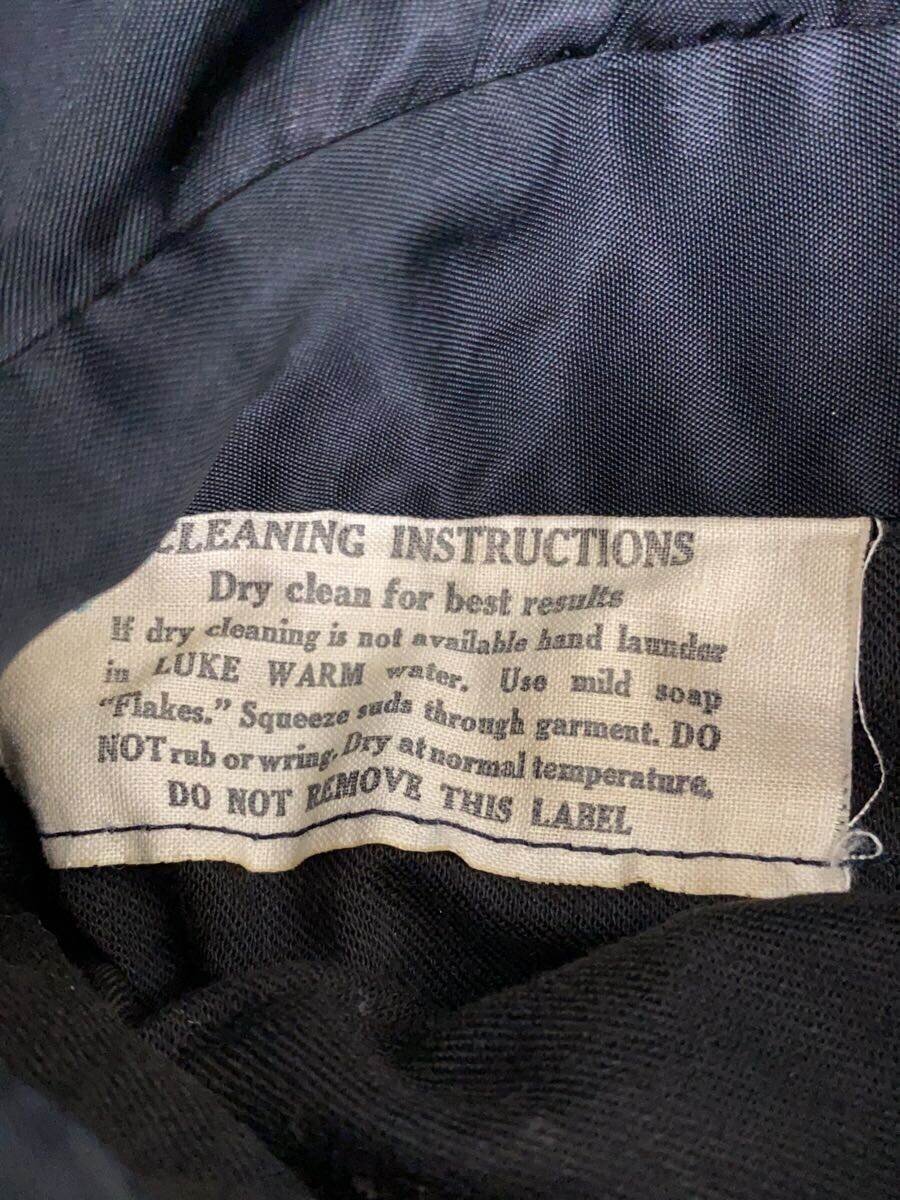 CLEANING INSTRUCTIONS
Dry clean for best results
If dry cleaning is not available hand launder
in LUKE WARM water. Use mild soap
"Flakes." Squeeze suds through garment. DO
NOT rub or wring. Dry at normal temperature.
DO NOT REMOVE THIS LABEL